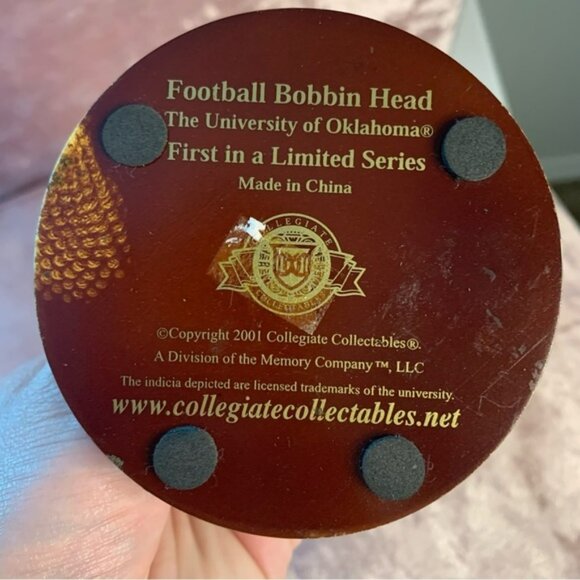 Football Bobbin Head
The University of Oklahoma®
First in a Limited Series
Made in China
COLLEGIATE
COLLECTABLES
©Copyright 2001 Collegiate Collectables®.
A Division of the Memory Company™, LLC
The indicia depicted are licensed trademarks of the university.
www.collegiatecollectables.net